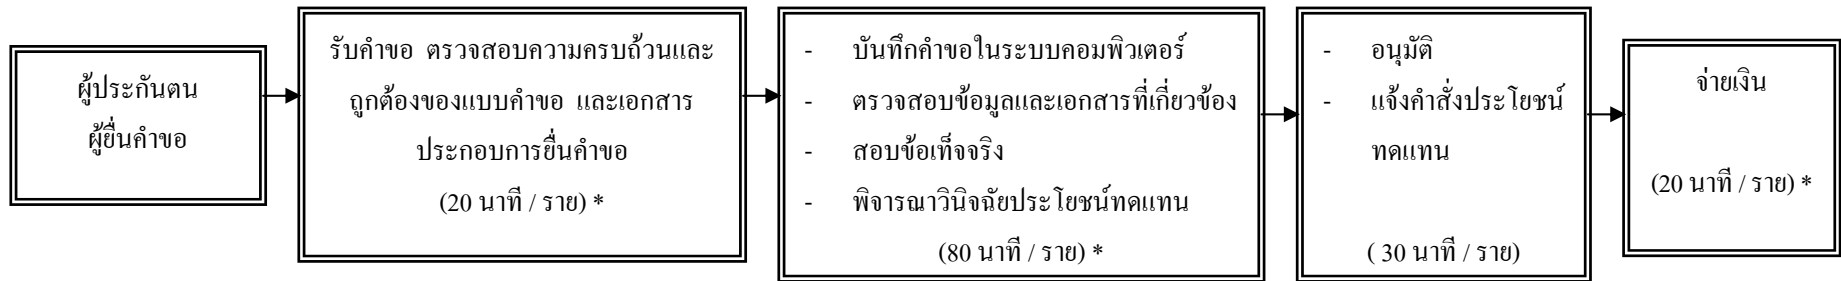 ผู้ประกันตน
ผู้ยื่นคำขอ
รับคำขอ ตรวจสอบความครบถ้วนและ
ถูกต้องของแบบคำขอ และเอกสาร
ประกอบการยื่นคำขอ
(20 นาที / ราย) *
- บันทึกคำขอในระบบคอมพิวเตอร์
- ตรวจสอบข้อมูลและเอกสารที่เกี่ยวข้อง
- สอบข้อเท็จจริง
- พิจารณาวินิจฉัยประโยชน์ทดแทน
(80 นาที / ราย) *
- อนุมัติ
- แจ้งคำสั่งประโยชน์
ทดแทน
( 30 นาที / ราย)
จ่ายเงิน
(20 นาที / ราย) *